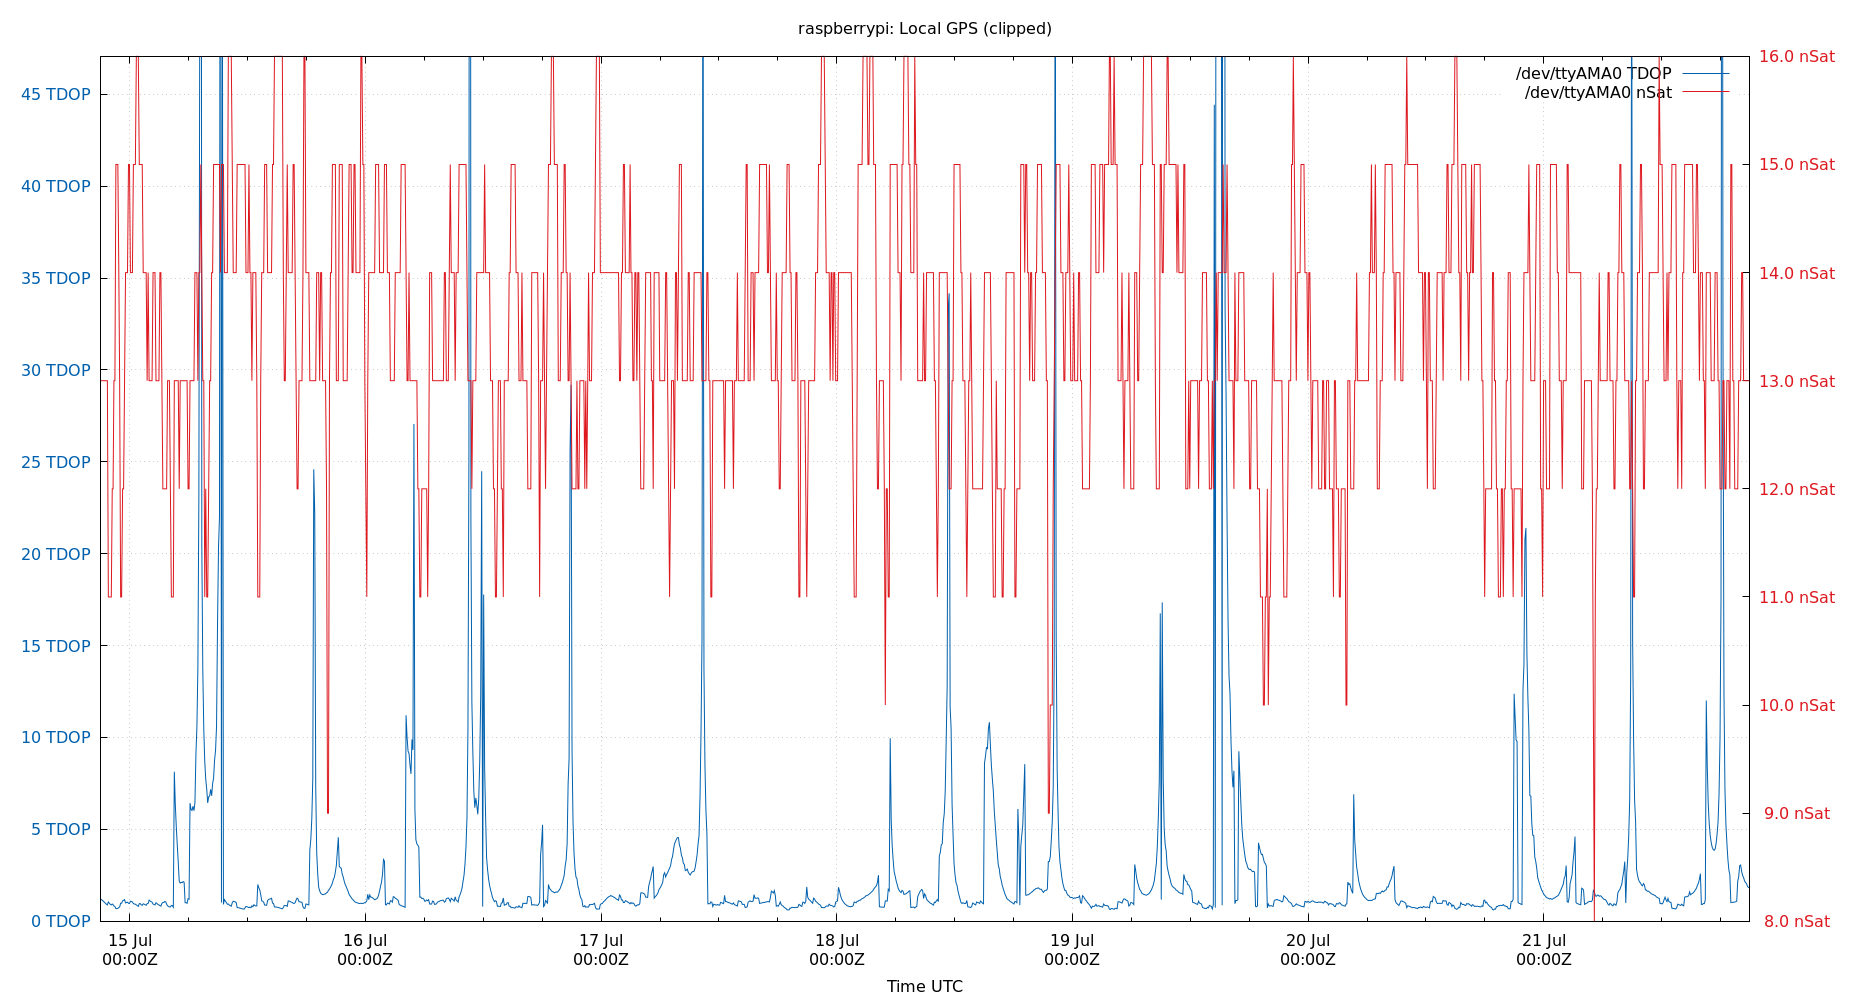 raspberrypi: Local GPS (clipped)
/dev/ttyAMA0 TDOP
/dev/ttyAMA0 nSat
45 TDOP
40 TDOP
35 TDOP
30 TDOP
25 TDOP
20 TDOP
15 TDOP
10 TDOP
5 TDOP
0 TDOP
16.0 nSat
15.0 nSat
14.0 nSat
13.0 nSat
12.0 nSat
11.0 nSat
10.0 nSat
9.0 nSat
8.0 nSat
15 Jul
00:00Z
16 Jul
00:00Z
17 Jul
00:00Z
18 Jul
00:00Z
19 Jul
00:00Z
20 Jul
00:00Z
21 Jul
00:00Z
Time UTC